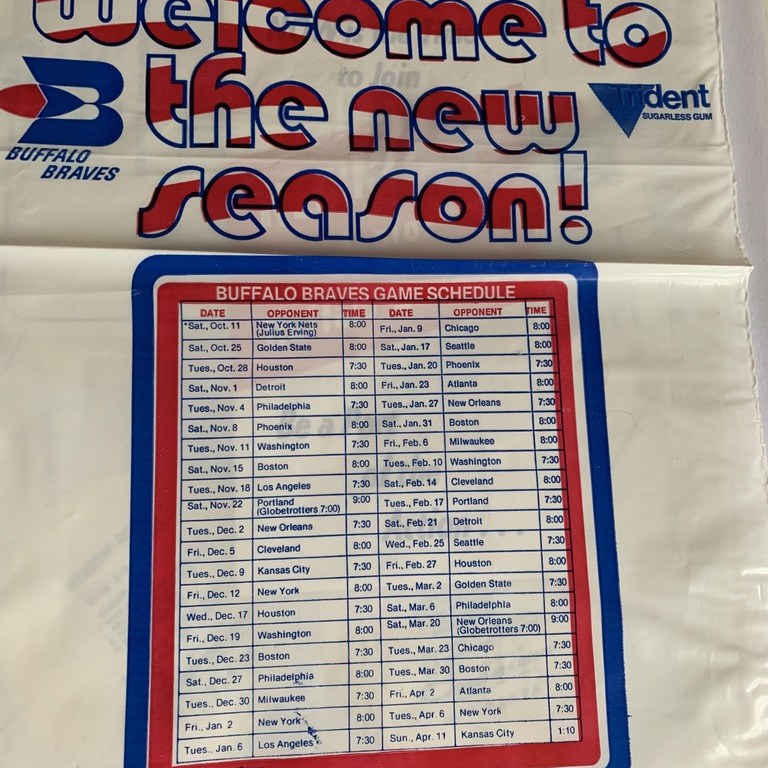 welcome to
the new
season!
BUFFALO
BRAVES
Trident
SUGARLESS GUM
BUFFALO BRAVES GAME SCHEDULE
DATE OPPONENT TIME DATE OPPONENT TIME
*Sat., Oct. 11 New York Nets (Julius Erving) 8:00 Fri., Jan. 9 Chicago 8:00
Sat., Oct. 25 Golden State 8:00 Sat., Jan. 17 Seattle 8:00
Tues., Oct. 28 Houston 7:30 Tues., Jan. 20 Phoenix 7:30
Sat., Nov. 1 Detroit 8:00 Fri., Jan. 23 Atlanta 8:00
Tues., Nov. 4 Philadelphia 7:30 Tues., Jan. 27 New Orleans 7:30
Sat., Nov. 8 Phoenix 8:00 Sat., Jan. 31 Boston 8:00
Tues., Nov. 11 Washington 7:30 Fri., Feb. 6 Milwaukee 8:00
Sat., Nov. 15 Boston 8:00 Tues., Feb. 10 Washington 7:30
Tues., Nov. 18 Los Angeles 7:30 Sat., Feb. 14 Cleveland 8:00
Sat., Nov. 22 Portland (Globetrotters 7:00) 9:00 Tues., Feb. 17 Portland 7:30
Tues., Dec. 2 New Orleans 7:30 Sat., Feb. 21 Detroit 8:00
Fri., Dec. 5 Cleveland 8:00 Wed., Feb. 25 Seattle 7:30
Tues., Dec. 9 Kansas City 7:30 Fri., Feb. 27 Houston 8:00
Fri., Dec. 12 New York 8:00 Tues., Mar. 2 Golden State 7:30
Wed., Dec. 17 Houston 7:30 Sat., Mar. 6 Philadelphia 8:00
Fri., Dec. 19 Washington 8:00 Sat., Mar. 20 New Orleans (Globetrotters 7:00) 9:00
Tues., Dec. 23 Boston 7:30 Tues., Mar. 23 Chicago 7:30
Sat., Dec. 27 Philadelphia 8:00 Tues., Mar. 30 Boston 7:30
Tues., Dec. 30 Milwaukee 7:30 Fri., Apr. 2 Atlanta 8:00
Fri., Jan. 2 New York 8:00 Tues., Apr. 6 New York 7:30
Tues., Jan. 6 Los Angeles 7:30 Sun., Apr. 11 Kansas City 1:10